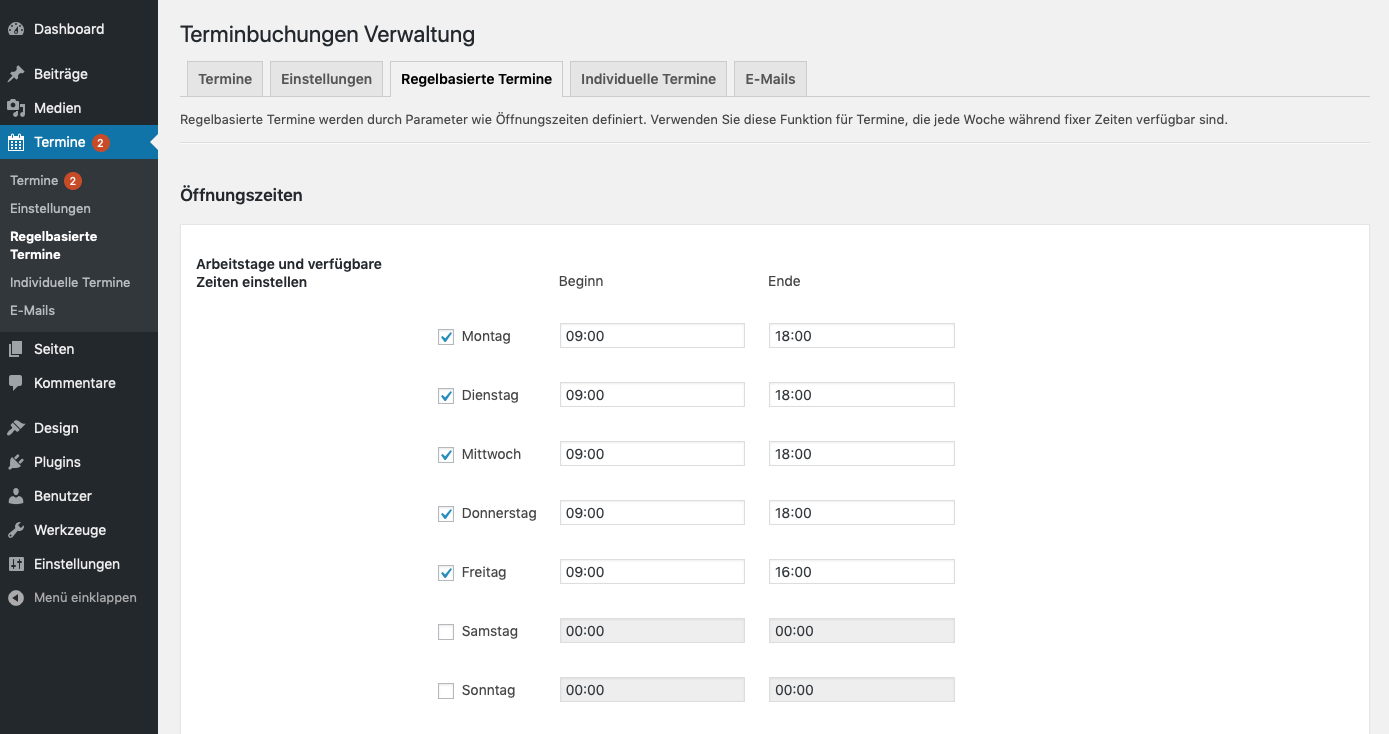 Dashboard
Beiträge
Medien
Termine 2
Termine 2
Einstellungen
Regelbasierte
Termine
Individuelle Termine
E-Mails
Seiten
Kommentare
Design
Plugins
Benutzer
Werkzeuge
Einstellungen
Menü einklappen
Terminbuchungen Verwaltung
Termine Einstellungen Regelbasierte Termine Individuelle Termine E-Mails
Regelbasierte Termine werden durch Parameter wie Öffnungszeiten definiert. Verwenden Sie diese Funktion für Termine, die jede Woche während fixer Zeiten verfügbar sind.
Öffnungszeiten
Arbeitstage und verfügbare
Zeiten einstellen
Beginn Ende
Montag 09:00 18:00
Dienstag 09:00 18:00
Mittwoch 09:00 18:00
Donnerstag 09:00 18:00
Freitag 09:00 16:00
Samstag 00:00 00:00
Sonntag 00:00 00:00